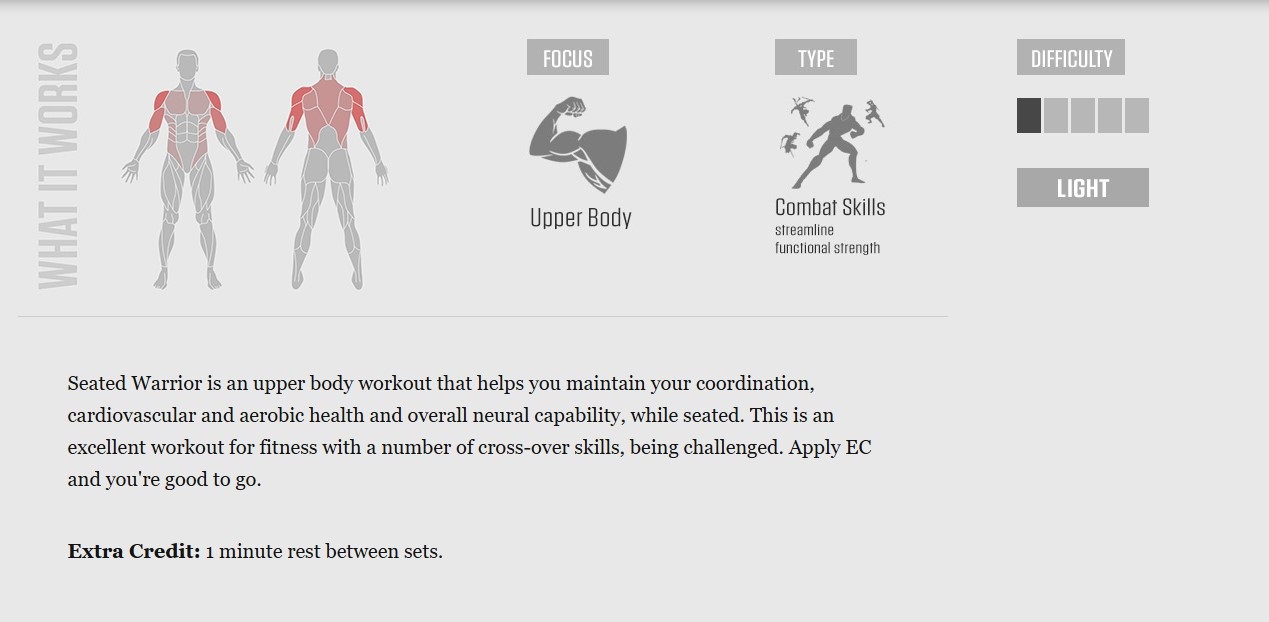 WHAT IT WORKS
FOCUS
Upper Body
TYPE
Combat Skills
streamline
functional strength
DIFFICULTY
LIGHT
Seated Warrior is an upper body workout that helps you maintain your coordination,
cardiovascular and aerobic health and overall neural capability, while seated. This is an
excellent workout for fitness with a number of cross-over skills, being challenged. Apply EC
and you're good to go.
Extra Credit: 1 minute rest between sets.